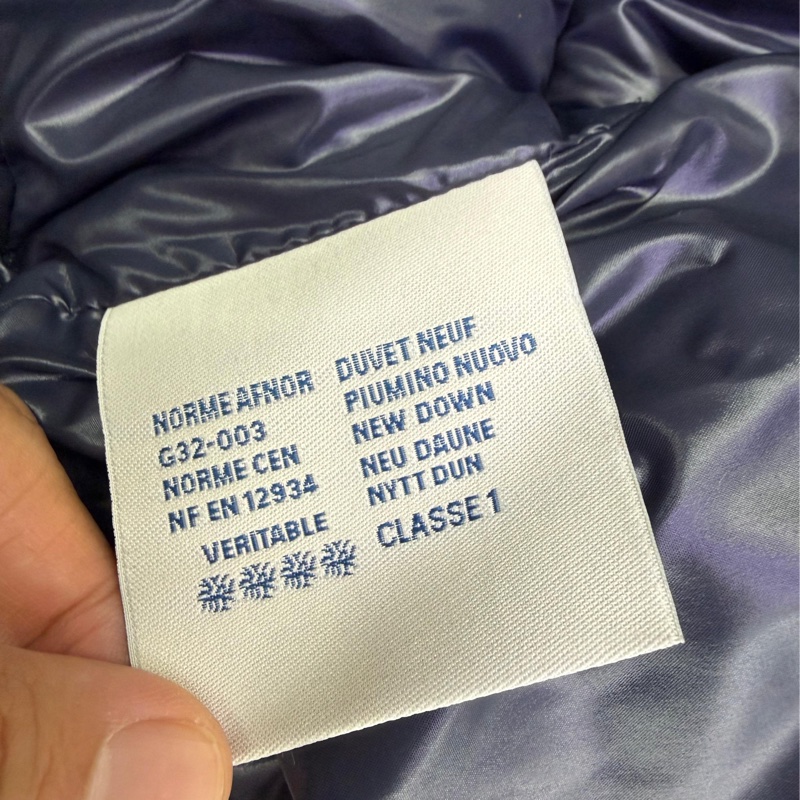 NORME AFNOR
G32-003
NORME CEN
NF EN 12934
VERITABLE
DUVET NEUF
PIUMINO NUOVO
NEW DOWN
NEU DAUNE
NYTT DUN
CLASSE 1